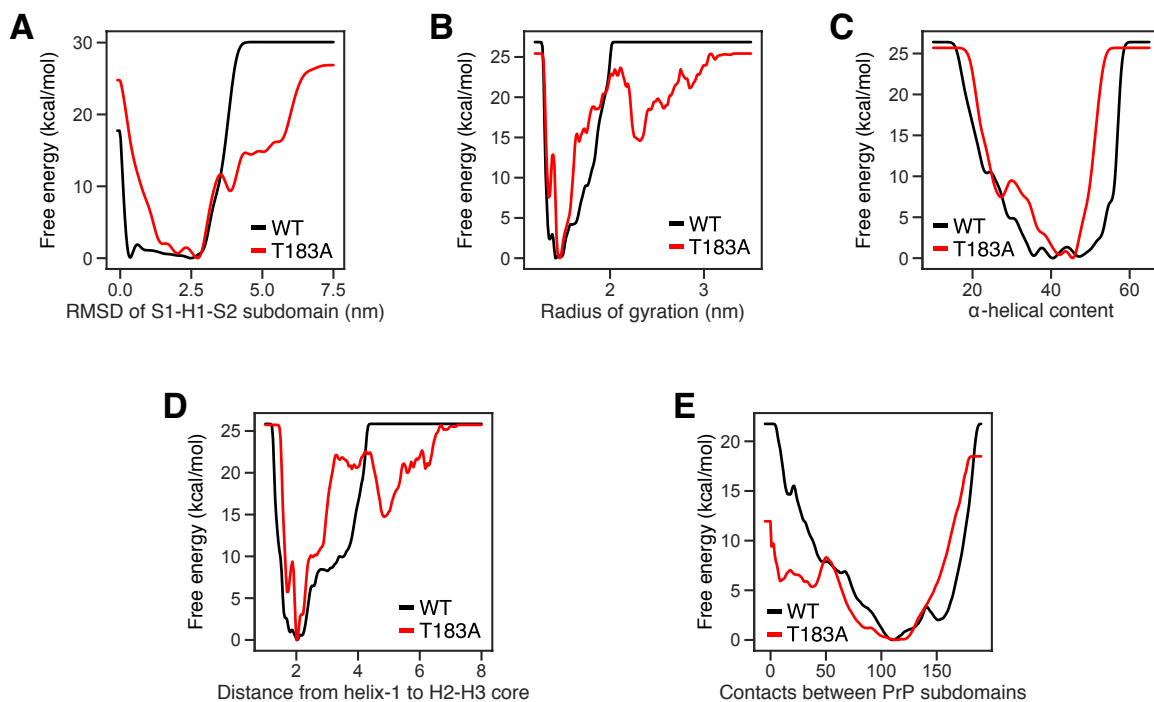 A
Free energy (kcal/mol)
30
20
10
0
WT
T183A
0.0 2.5 5.0 7.5
RMSD of S1-H1-S2 subdomain (nm)
B
Free energy (kcal/mol)
25
20
15
10
5
0
WT
T183A
2 3
Radius of gyration (nm)
C
Free energy (kcal/mol)
25
20
15
10
5
0
WT
T183A
20 40 60
α-helical content
D
Free energy (kcal/mol)
25
20
15
10
5
0
WT
T183A
2 4 6 8
Distance from helix-1 to H2-H3 core
E
Free energy (kcal/mol)
20
15
10
5
0
WT
T183A
0 50 100 150
Contacts between PrP subdomains